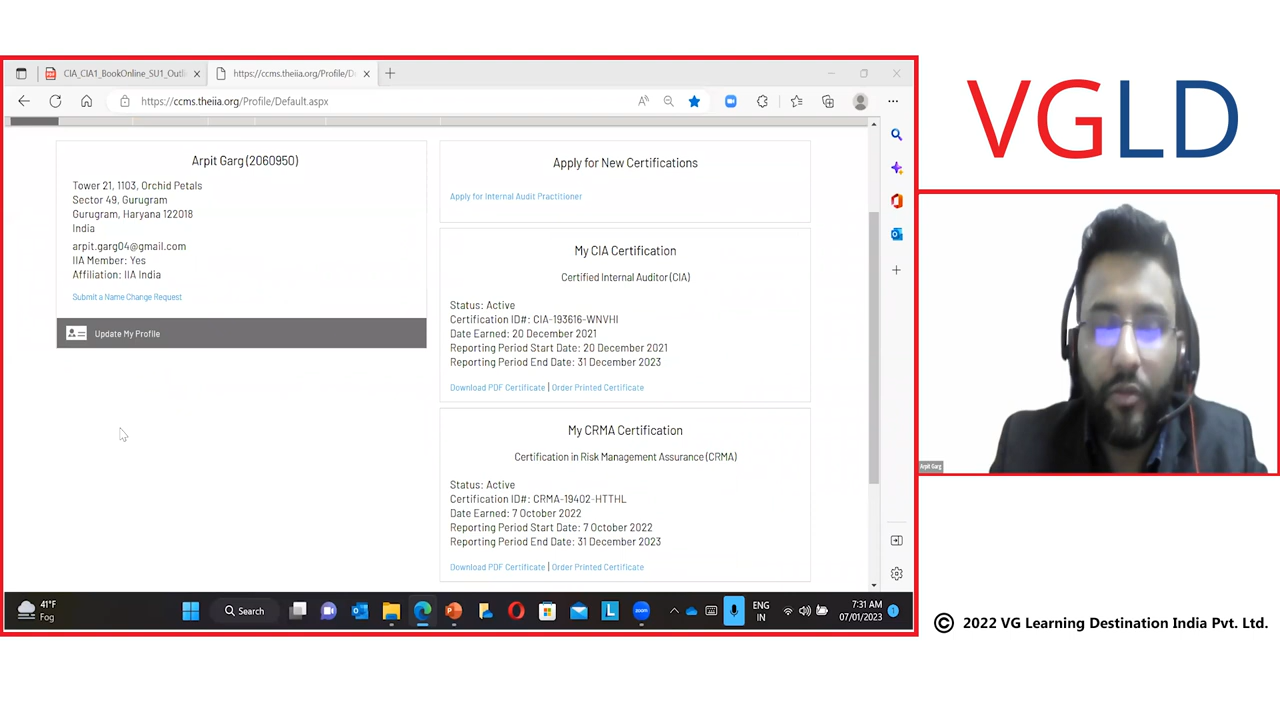 CIA_CIA1_BookOnline_SU1_Outli
https://ccms.theiia.org/Profile/D
https://ccms.theiia.org/Profile/Default.aspx
Arpit Garg (2060950)
Tower 21, 1103, Orchid Petals
Sector 49, Gurugram
Gurugram, Haryana 122018
India
arpit.garg04@gmail.com
IIA Member: Yes
Affiliation: IIA India
Submit a Name Change Request
Update My Profile
Apply for New Certifications
Apply for Internal Audit Practitioner
My CIA Certification
Certified Internal Auditor (CIA)
Status: Active
Certification ID#: CIA-193616-WNVHI
Date Earned: 20 December 2021
Reporting Period Start Date: 20 December 2021
Reporting Period End Date: 31 December 2023
Download PDF Certificate | Order Printed Certificate
My CRMA Certification
Certification in Risk Management Assurance (CRMA)
Status: Active
Certification ID#: CRMA-19402-HTTHL
Date Earned: 7 October 2022
Reporting Period Start Date: 7 October 2022
Reporting Period End Date: 31 December 2023
Download PDF Certificate | Order Printed Certificate
41°F
Fog
Search
zoom
ENG
IN
7:31 AM
07/01/2023
1
VGLD
Arpit Garg
© 2022 VG Learning Destination India Pvt. Ltd.